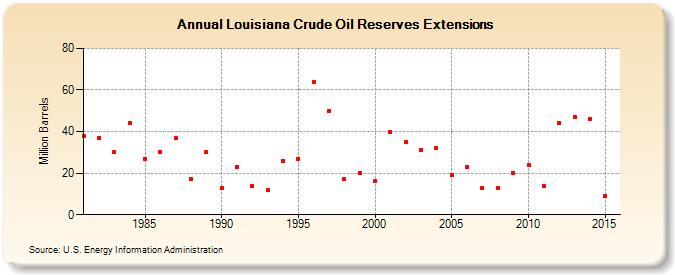 Annual Louisiana Crude Oil Reserves Extensions
Million Barrels
80
60
40
20
0
1985 1990 1995 2000 2005 2010 2015
Source: U.S. Energy Information Administration